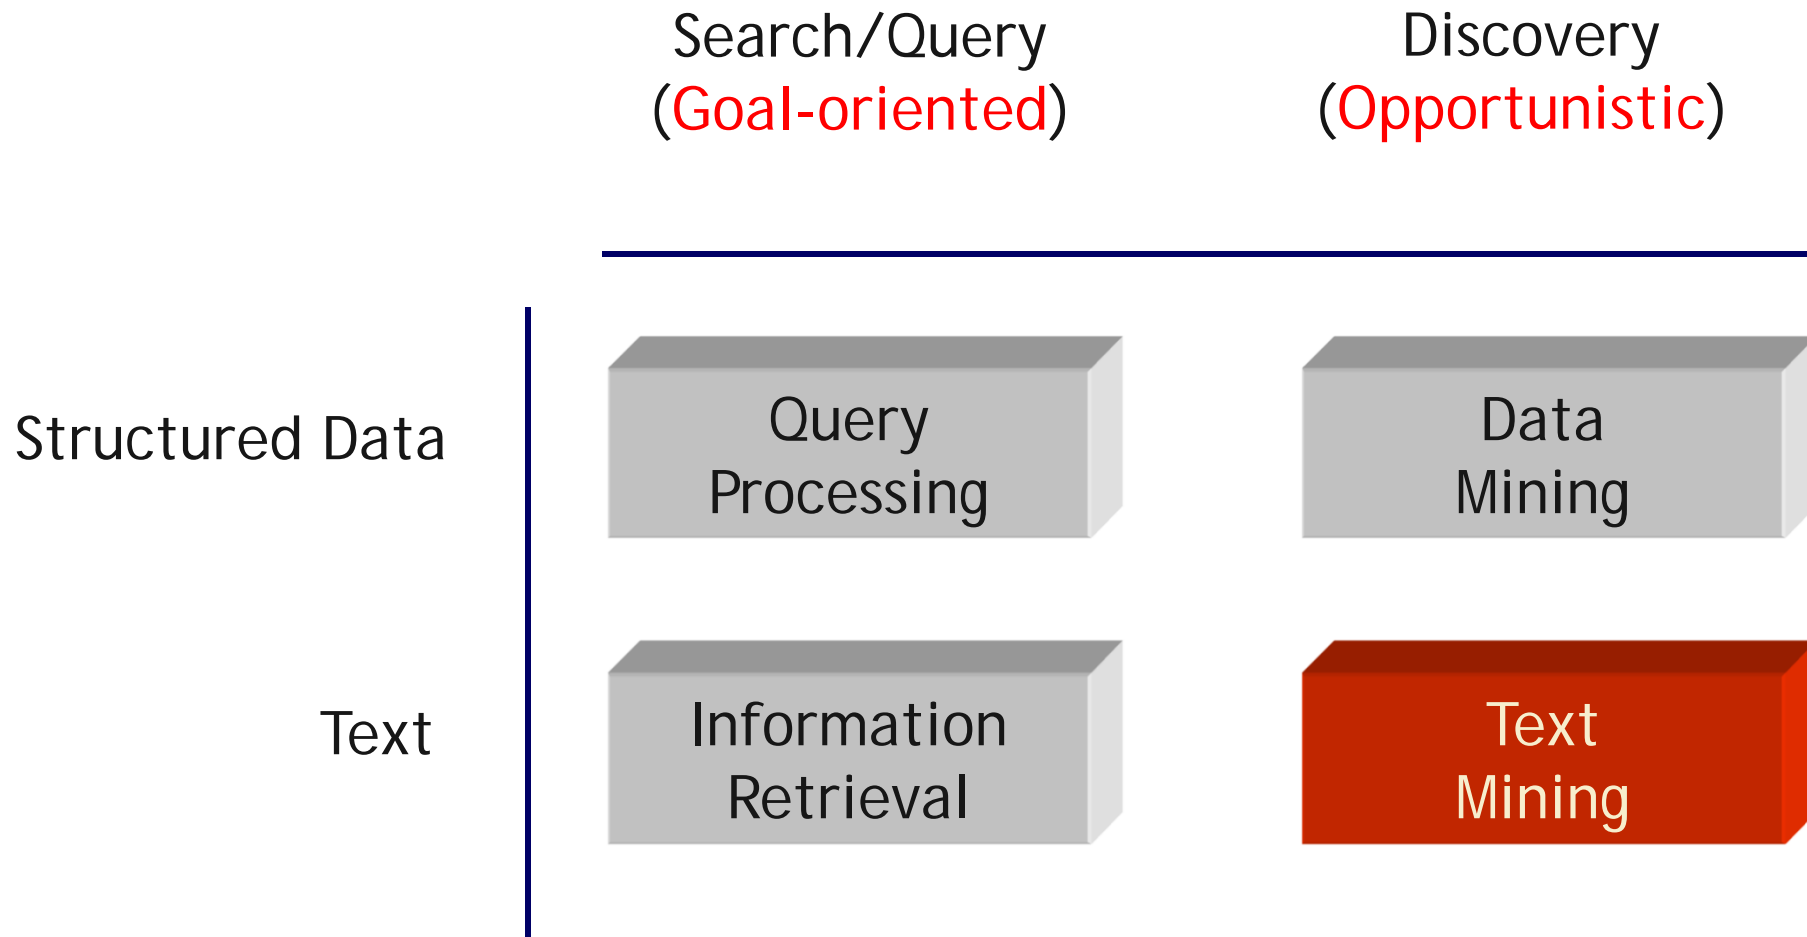 Search/Query
(Goal-oriented)
Discovery
(Opportunistic)
Structured Data
Query
Processing
Data
Mining
Text
Information
Retrieval
Text
Mining